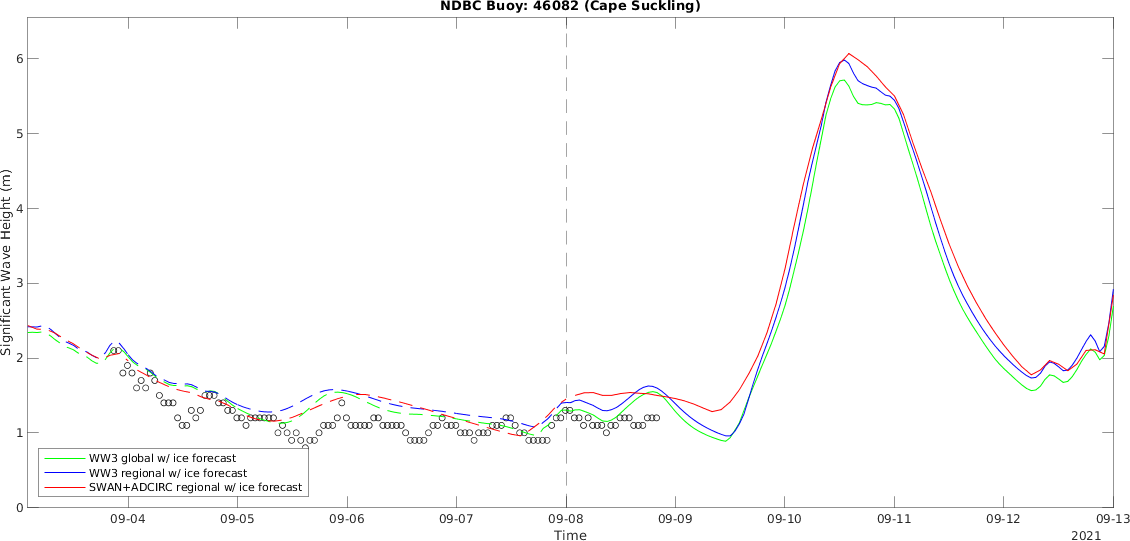 NDBC Buoy: 46082 (Cape Suckling)
Significant Wave Height (m)
6
5
4
3
2
1
0
WW3 global w/ ice forecast
WW3 regional w/ ice forecast
SWAN+ADCIRC regional w/ ice forecast
09-04 09-05 09-06 09-07 09-08 09-09 09-10 09-11 09-12 09-13
Time
2021